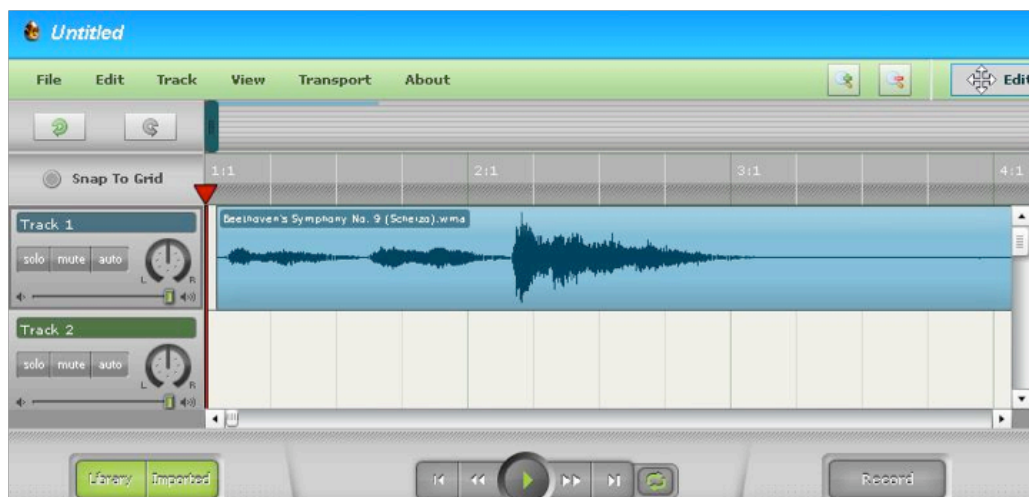 Untitled
File Edit Track View Transport About
Edit
Snap To Grid
1:1 2:1 3:1 4:1
Track 1
Beethoven's Symphony No. 9 (Scherzo).wma
solo mute auto
L R
Track 2
solo mute auto
L R
Library Imported
Record